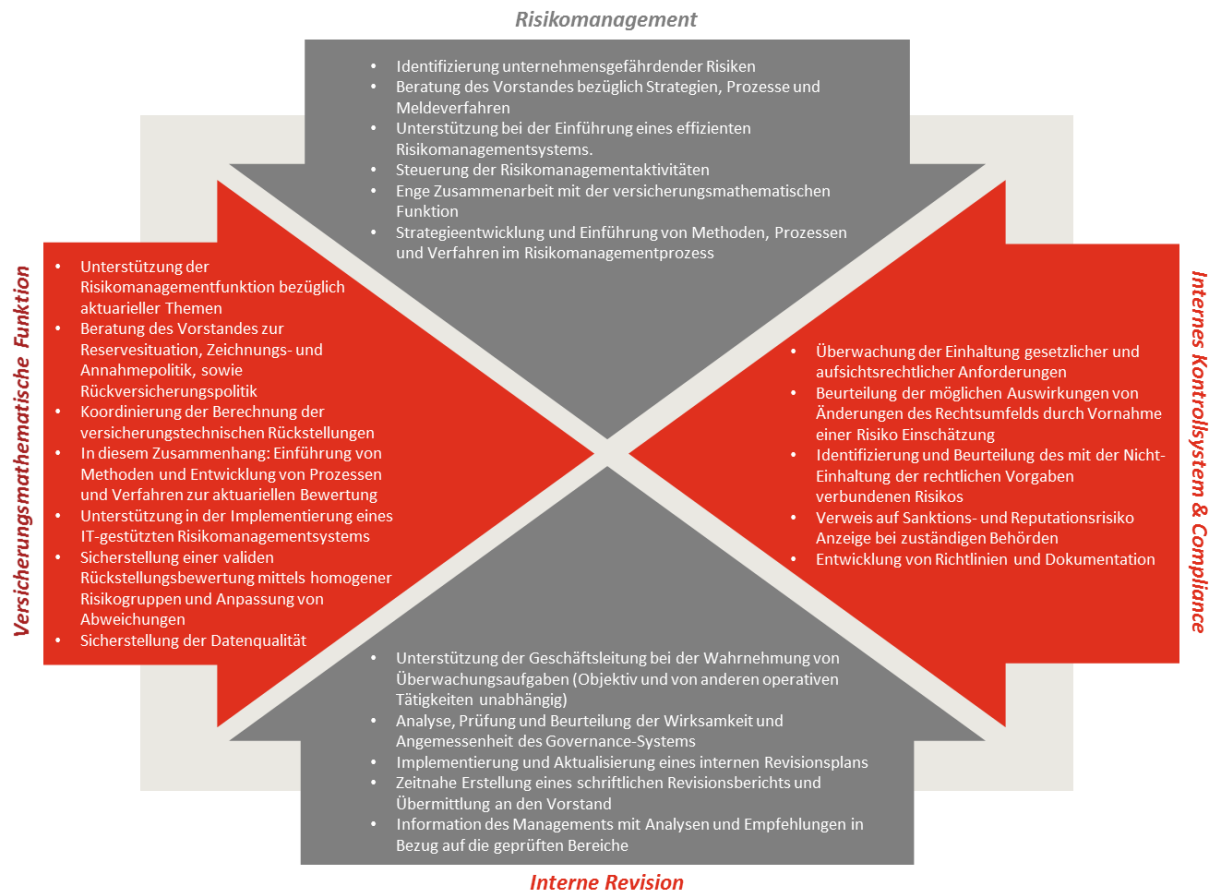 Risikomanagement
• Identifizierung unternehmensgefährdender Risiken
• Beratung des Vorstandes bezüglich Strategien, Prozesse und
Meldeverfahren
• Unterstützung bei der Einführung eines effizienten
Risikomanagementsystems.
• Steuerung der Risikomanagementaktivitäten
• Enge Zusammenarbeit mit der versicherungsmathematischen
Funktion
• Strategieentwicklung und Einführung von Methoden, Prozessen
und Verfahren im Risikomanagementprozess
Versicherungsmathematische Funktion
• Unterstützung der
Risikomanagementfunktion bezüglich
aktuarieller Themen
• Beratung des Vorstandes zur
Reservesituation, Zeichnungs- und
Annahmepolitik, sowie
Rückversicherungspolitik
• Koordinierung der Berechnung der
versicherungstechnischen Rückstellungen
• In diesem Zusammenhang: Einführung von
Methoden und Entwicklung von Prozessen
und Verfahren zur aktuariellen Bewertung
• Unterstützung in der Implementierung eines
IT-gestützten Risikomanagementsystems
• Sicherstellung einer validen
Rückstellungsbewertung mittels homogener
Risikogruppen und Anpassung von
Abweichungen
• Sicherstellung der Datenqualität
Internes Kontrollsystem & Compliance
• Überwachung der Einhaltung gesetzlicher und
aufsichtsrechtlicher Anforderungen
• Beurteilung der möglichen Auswirkungen von
Änderungen des Rechtsumfelds durch Vornahme
einer Risiko Einschätzung
• Identifizierung und Beurteilung des mit der Nicht-
Einhaltung der rechtlichen Vorgaben
verbundenen Risikos
• Verweis auf Sanktions- und Reputationsrisiko
Anzeige bei zuständigen Behörden
• Entwicklung von Richtlinien und Dokumentation
• Unterstützung der Geschäftsleitung bei der Wahrnehmung von
Überwachungsaufgaben (Objektiv und von anderen operativen
Tätigkeiten unabhängig)
• Analyse, Prüfung und Beurteilung der Wirksamkeit und
Angemessenheit des Governance-Systems
• Implementierung und Aktualisierung eines internen Revisionsplans
• Zeitnahe Erstellung eines schriftlichen Revisionsberichts und
Übermittlung an den Vorstand
• Information des Managements mit Analysen und Empfehlungen in
Bezug auf die geprüften Bereiche
Interne Revision